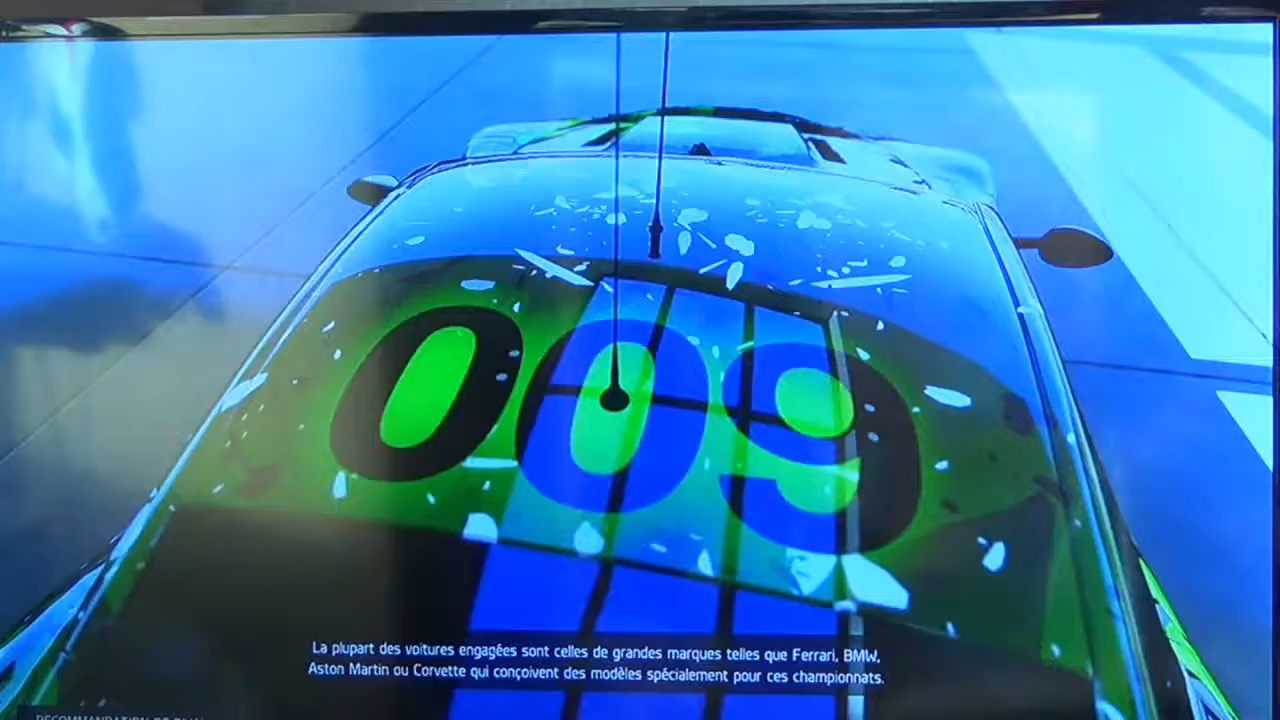 009
La plupart des voitures engagées sont celles de grandes marques telles que Ferrari, BMW,
Aston Martin ou Corvette qui conçoivent des modèles spécialement pour ces championnats.